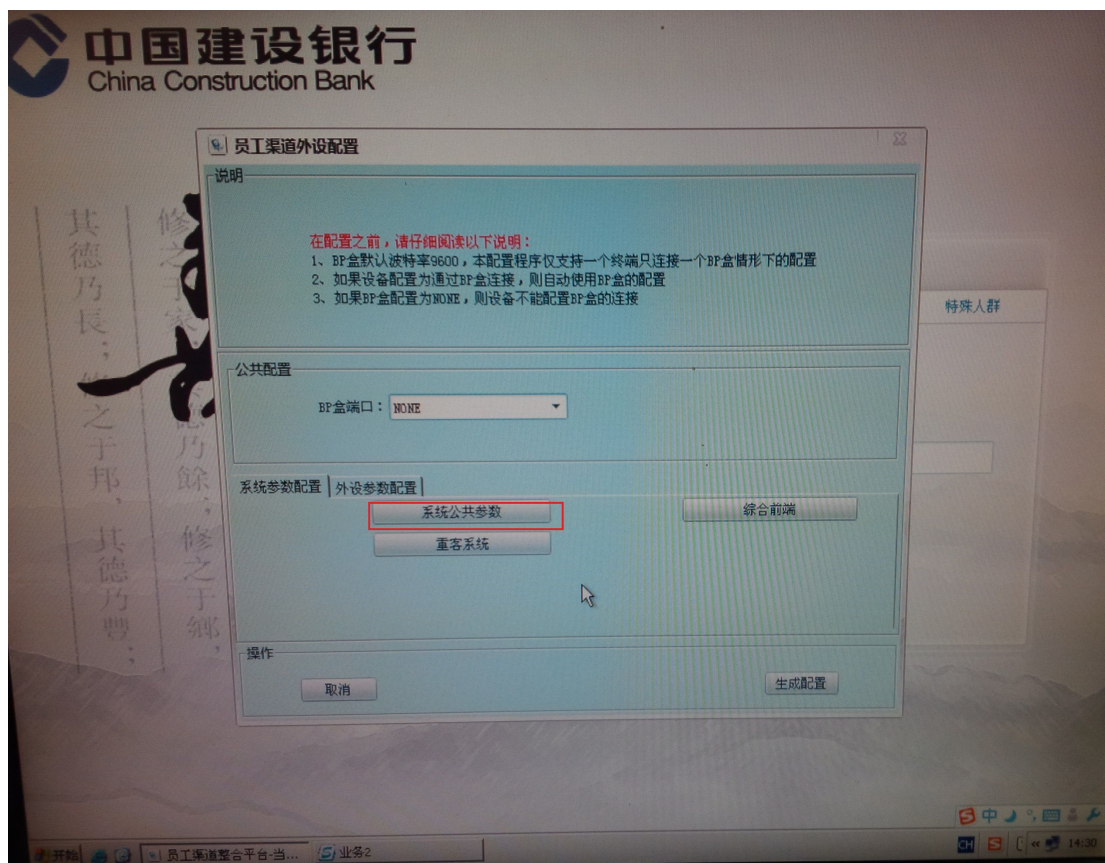 中国建设银行
China Construction Bank
员工渠道外设配置
说明
在配置之前，请仔细阅读以下说明：
1、BP盒默认波特率9600，本配置程序仅支持一个终端只连接一个BP盒情形下的配置
2、如果设备配置为通过BP盒连接，则自动使用BP盒的配置
3、如果BP盒配置为NONE，则设备不能配置BP盒的连接
特殊人群
公共配置
BP盒端口：NONE
系统参数配置 外设参数配置
系统公共参数 综合前端
重客系统
操作
取消 生成配置
修之于家
其德乃長；
之于邦，其德乃豐；
德乃餘；修之于鄉，
中
开始 员工渠道整合平台-当... 业务2
CH « 14:30